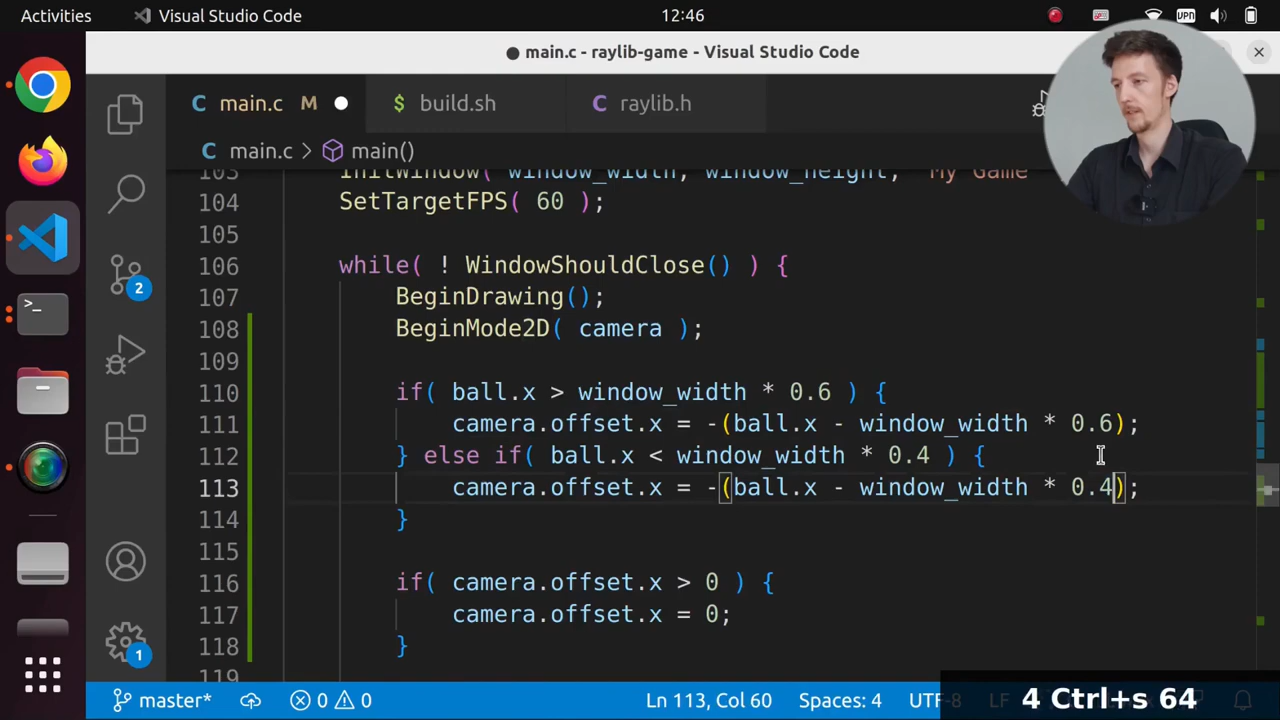 Activities
Visual Studio Code
12:46
VPN
main.c - raylib-game - Visual Studio Code
C main.c M
$ build.sh
C raylib.h
C main.c > main()
103 InitWindow( window_width, window_height, "My Game
104 SetTargetFPS( 60 );
105
106 while( ! WindowShouldClose() ) {
107 BeginDrawing();
108 BeginMode2D( camera );
109
110 if( ball.x > window_width * 0.6 ) {
111 camera.offset.x = -(ball.x - window_width * 0.6);
112 } else if( ball.x < window_width * 0.4 ) {
113 camera.offset.x = -(ball.x - window_width * 0.4);
114 }
115
116 if( camera.offset.x > 0 ) {
117 camera.offset.x = 0;
118 }
119
2
1
master*
0 0
Ln 113, Col 60
Spaces: 4
UTF-8
LF
4 Ctrl+s 64